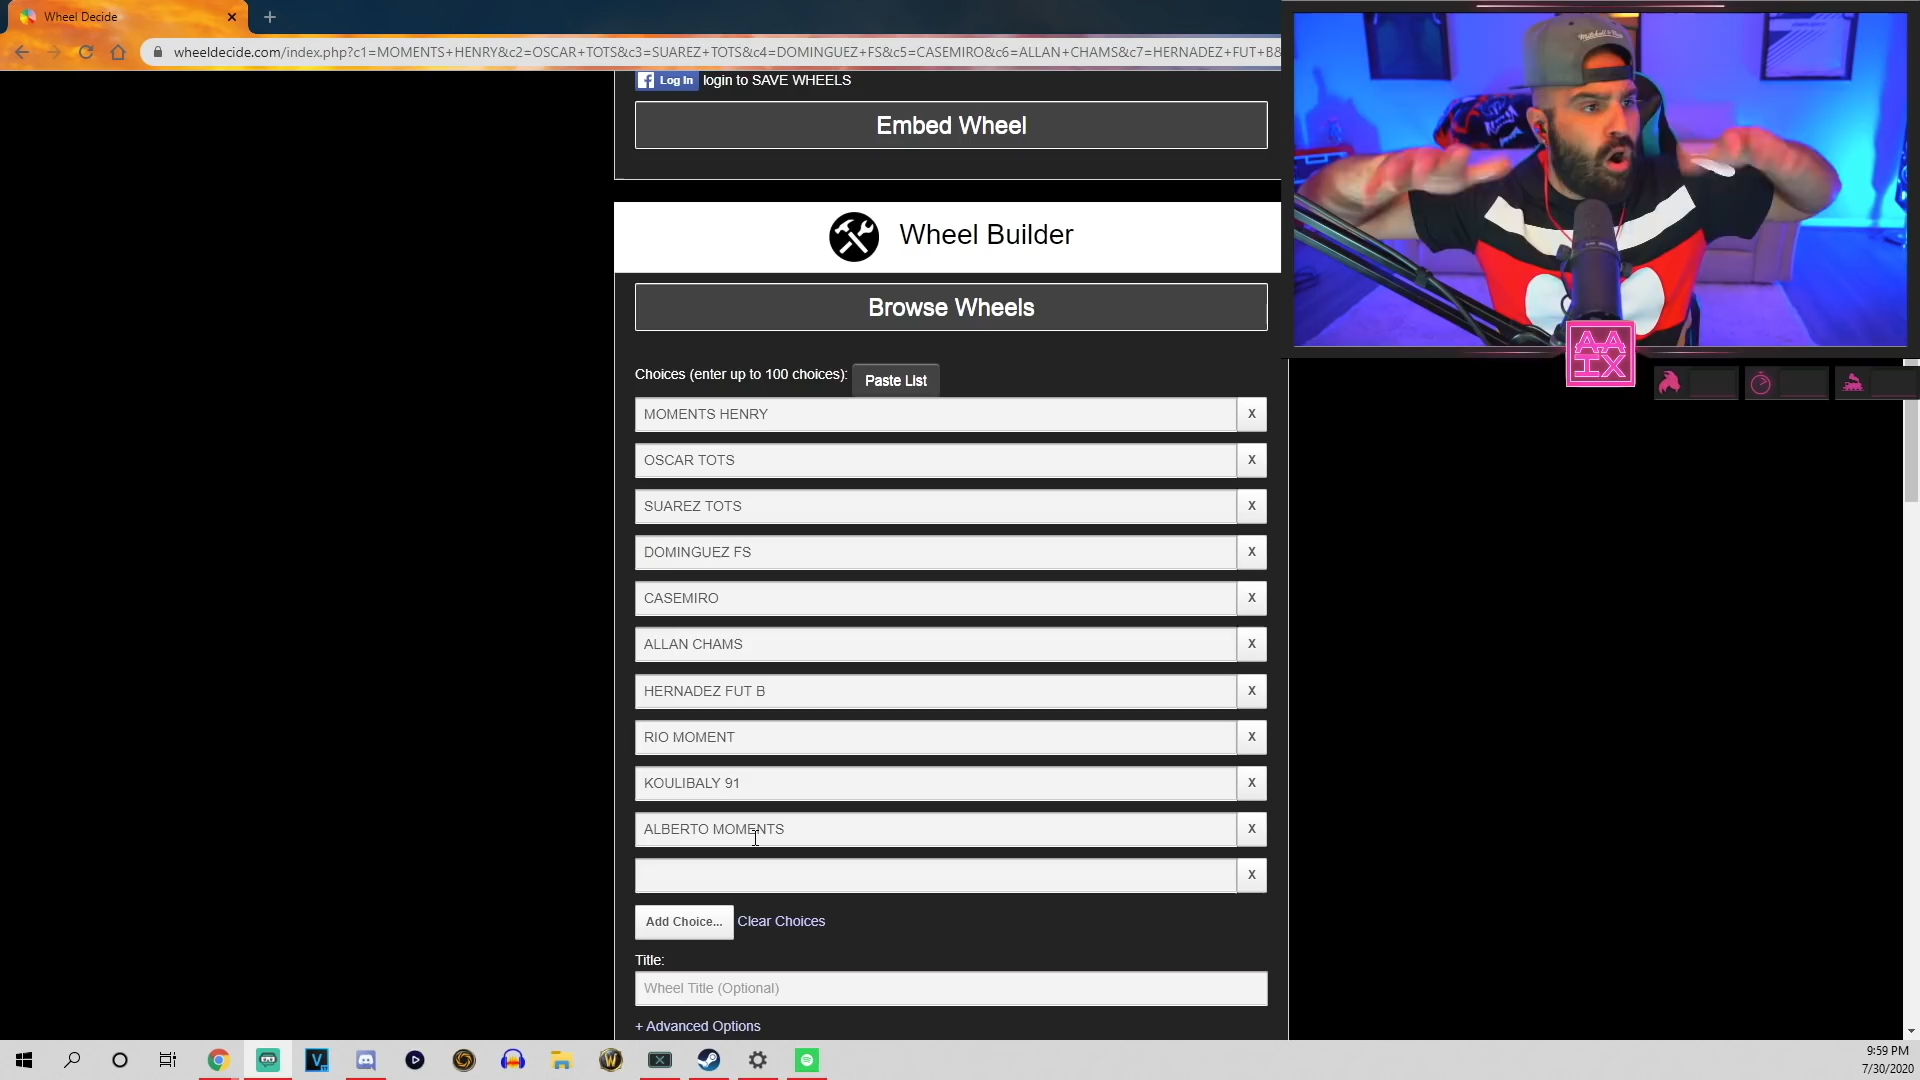 Wheel Decide
wheeldecide.com/index.php?c1=MOMENTS+HENRY&c2=OSCAR+TOTS&c3=SUAREZ+TOTS&c4=DOMINGUEZ+FS&c5=CASEMIRO&c6=ALLAN+CHAMS&c7=HERNADEZ+FUT+B&
Log In login to SAVE WHEELS
Embed Wheel
Wheel Builder
Browse Wheels
Choices (enter up to 100 choices): Paste List
MOMENTS HENRY X
OSCAR TOTS X
SUAREZ TOTS X
DOMINGUEZ FS X
CASEMIRO X
ALLAN CHAMS X
HERNADEZ FUT B X
RIO MOMENT X
KOULIBALY 91 X
ALBERTO MOMENTS X
X
Add Choice... Clear Choices
Title:
Wheel Title (Optional)
+ Advanced Options
AA
IX
9:59 PM
7/30/2020